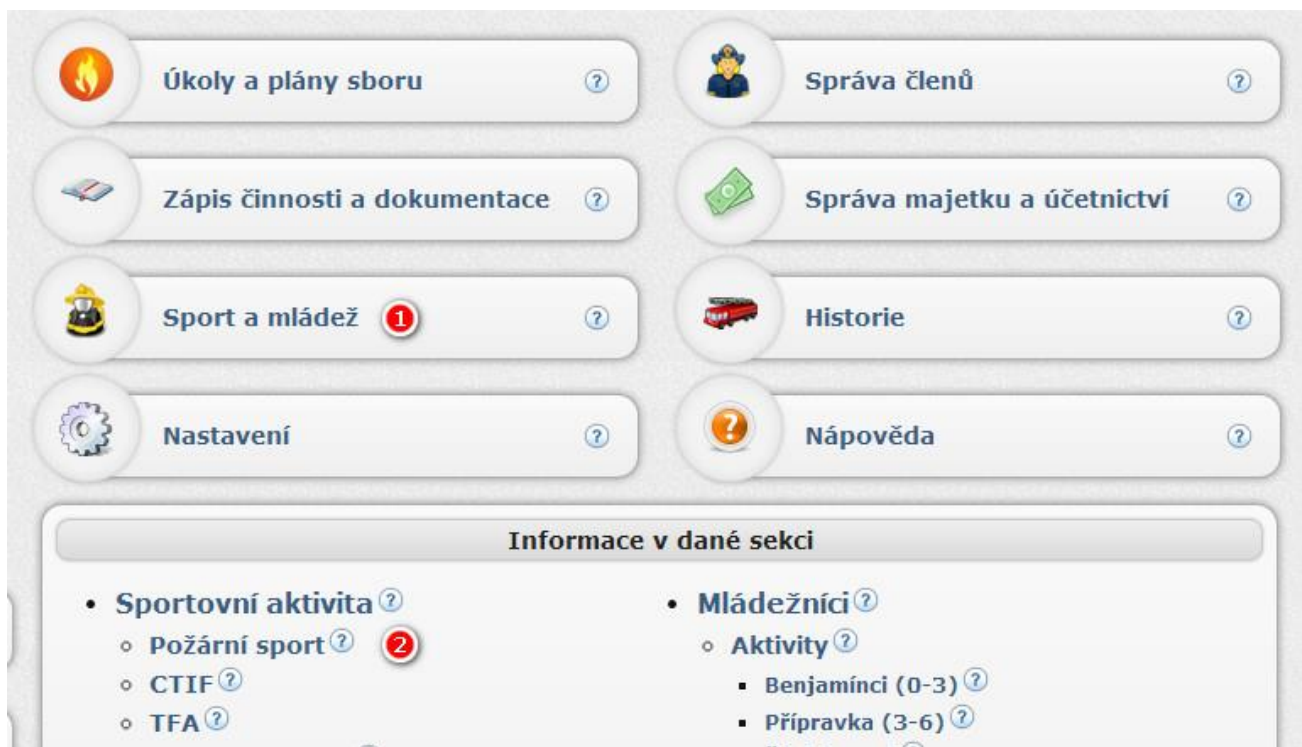 Úkoly a plány sboru ?
Správa členů ?
Zápis činnosti a dokumentace ?
Správa majetku a účetnictví ?
Sport a mládež 1 ?
Historie ?
Nastavení ?
Nápověda ?
Informace v dané sekci
• Sportovní aktivita ?
Požární sport ? 2
CTIF ?
TFA ?
• Mládežníci ?
Aktivity ?
Benjamínci (0-3) ?
Přípravka (3-6) ?